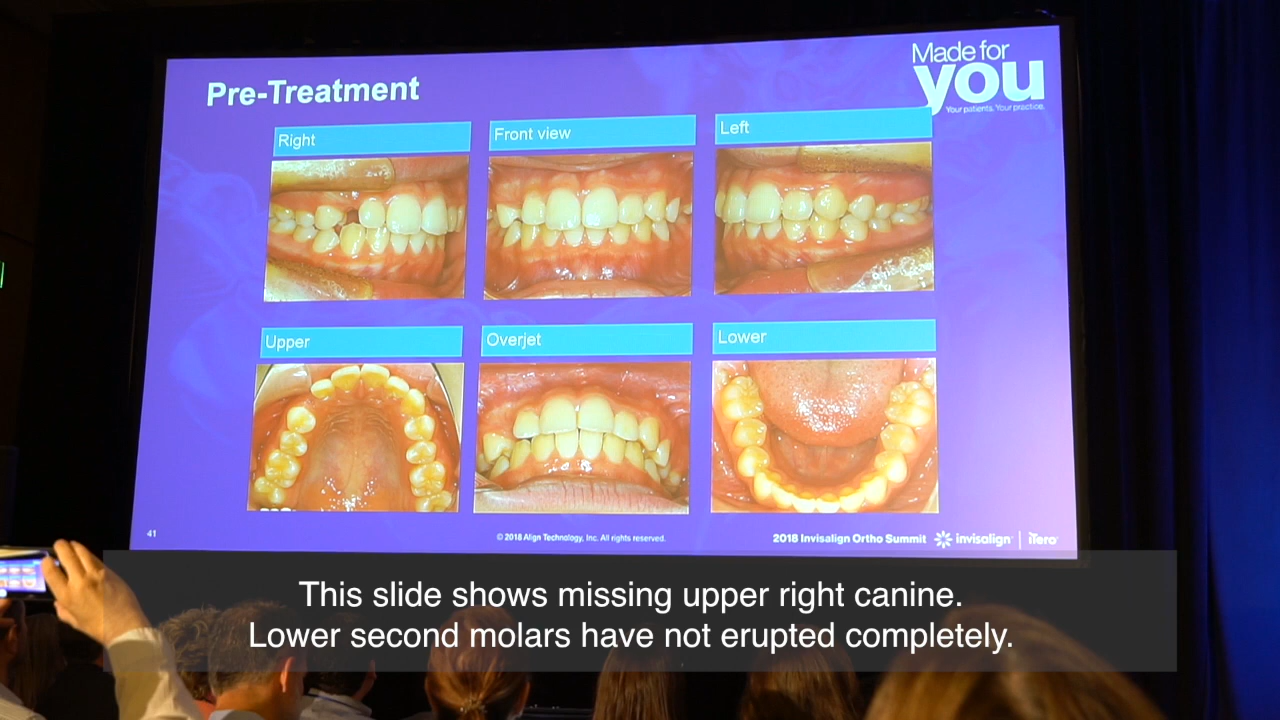 Pre-Treatment
Made for
you
Your patients. Your practice.
Right
Front view
Left
Upper
Overjet
Lower
41
© 2018 Align Technology, Inc. All rights reserved.
2018 Invisalign Ortho Summit
invisalign
iTero
This slide shows missing upper right canine.
Lower second molars have not erupted completely.